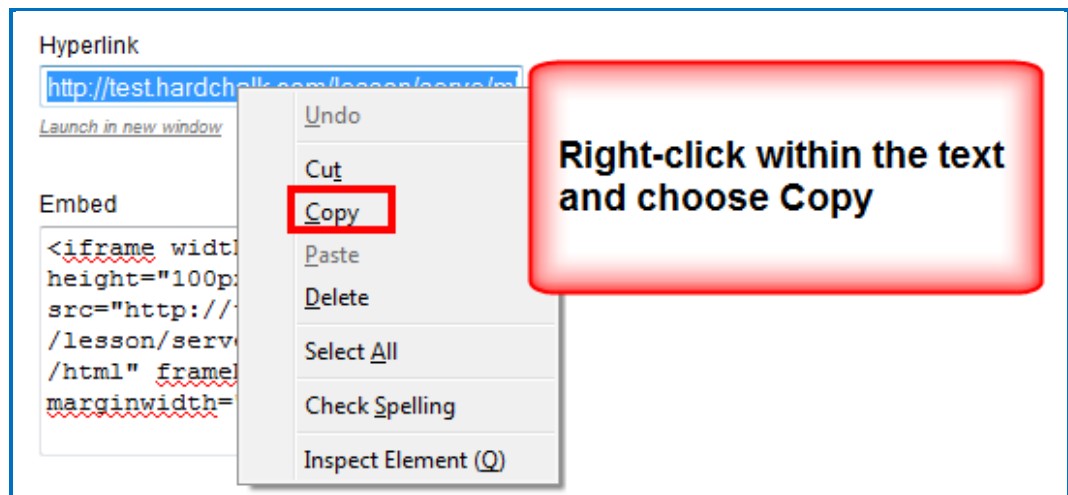 Hyperlink
http://test.hardchalk.com/lesson/serve/m
Launch in new window
Undo
Cut
Copy
Paste
Delete
Select All
Check Spelling
Inspect Element (Q)
Right-click within the text
and choose Copy
Embed
<iframe
height="100p
src="http://
/lesson/serv
/html"
marginwidth=